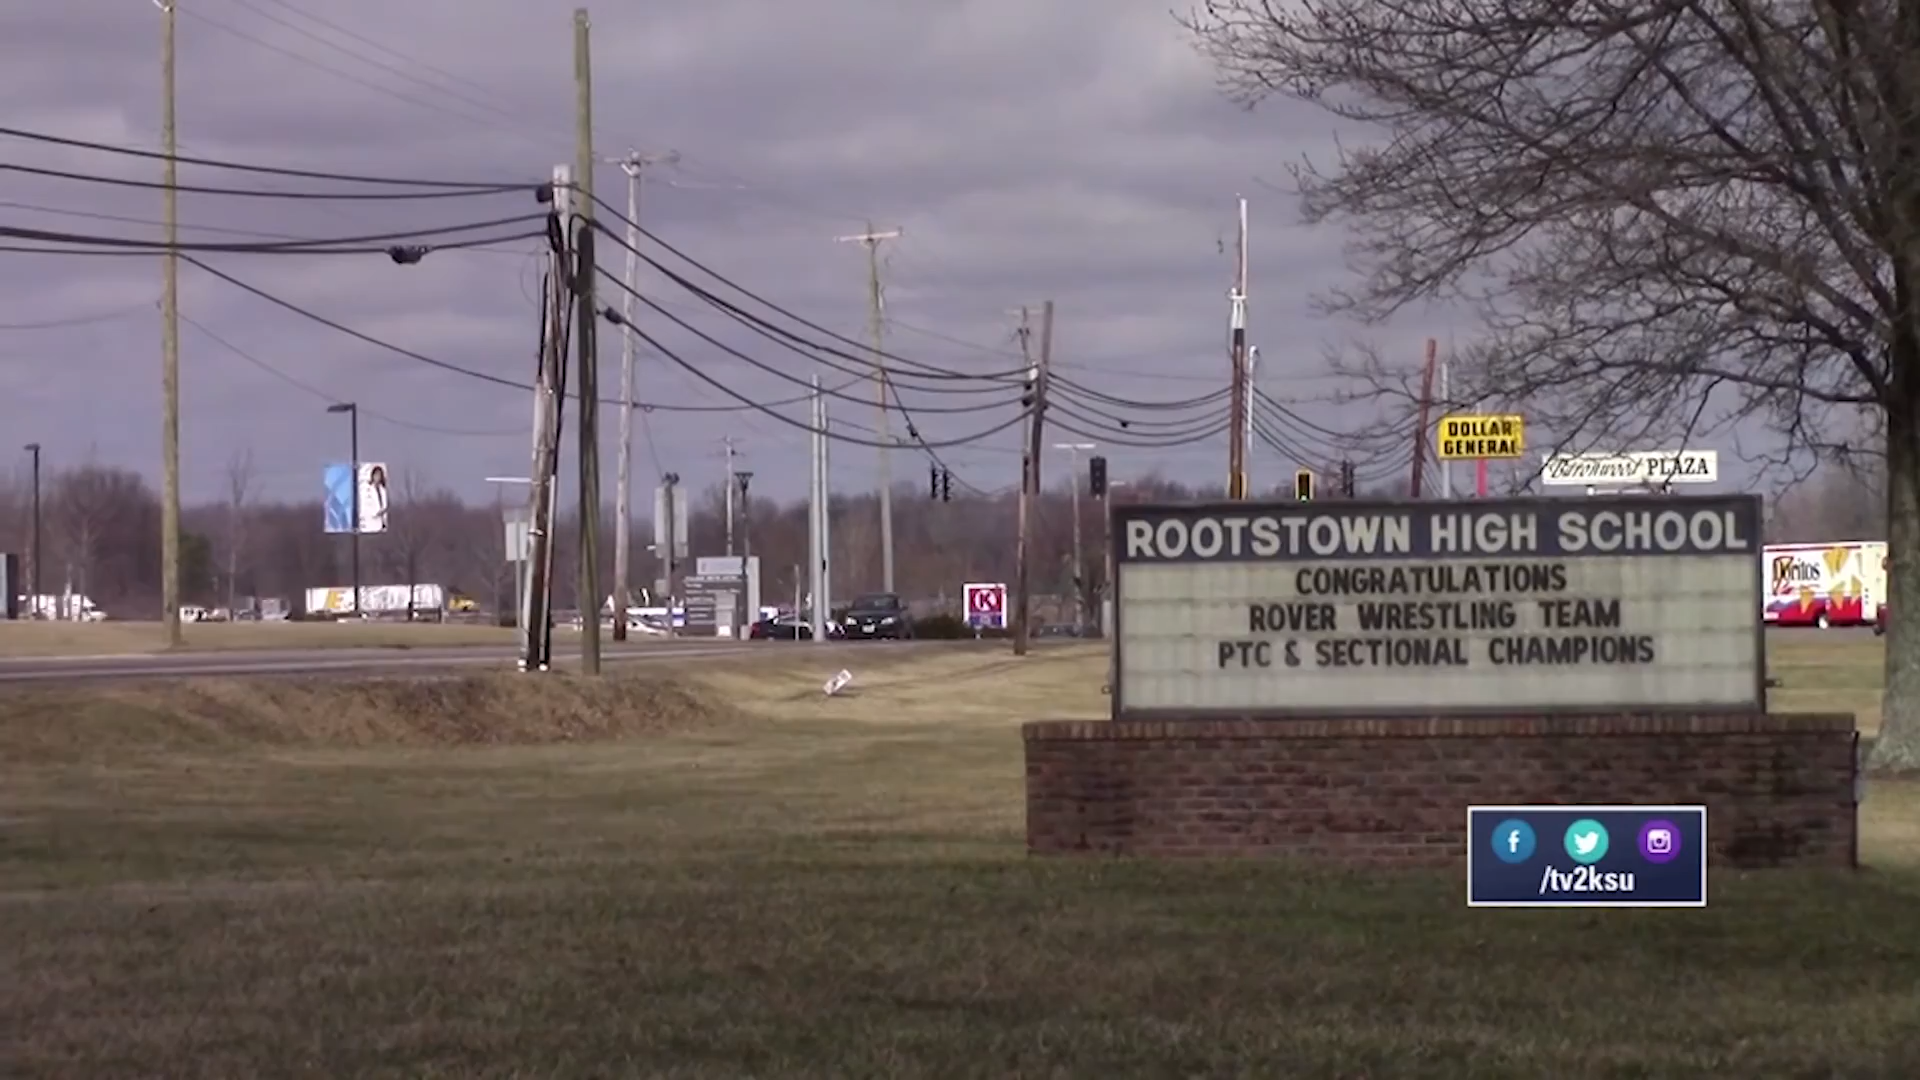 DOLLAR
GENERAL
PLAZA
ROOTSTOWN HIGH SCHOOL
CONGRATULATIONS
ROVER WRESTLING TEAM
PTC & SECTIONAL CHAMPIONS
K
/tv2ksu